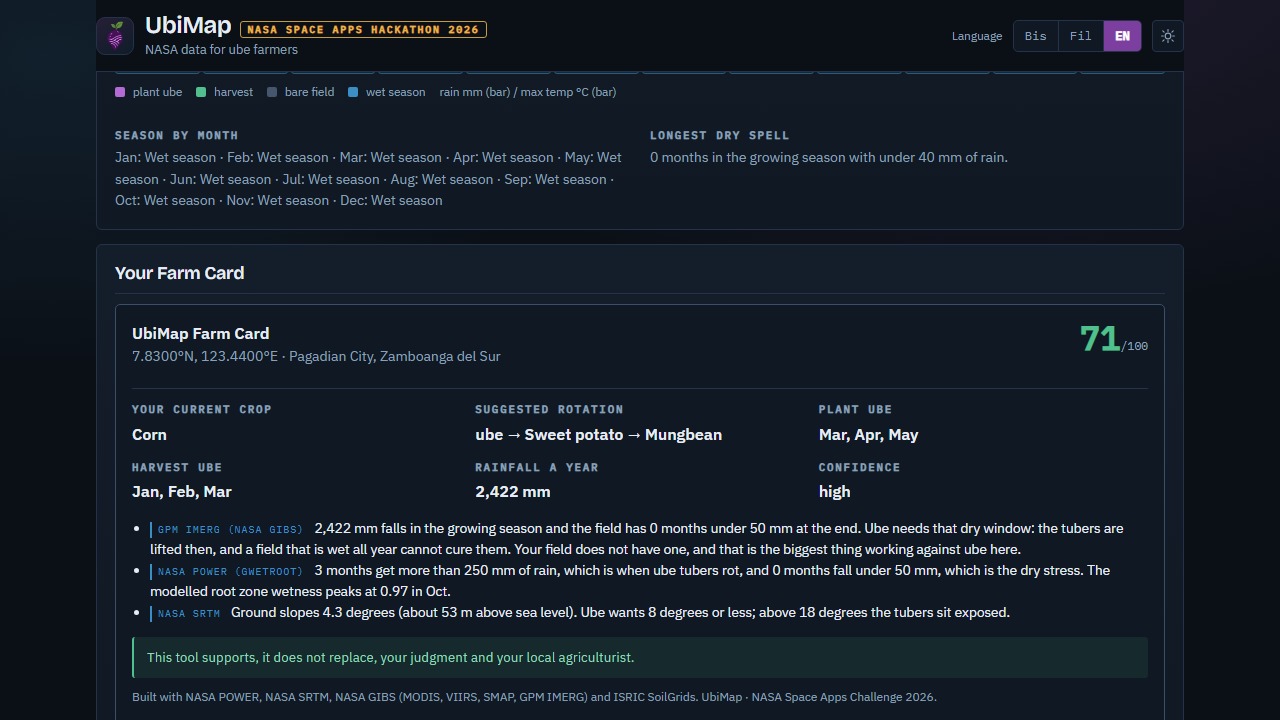 UbiMap NASA SPACE APPS HACKATHON 2026
NASA data for ube farmers
Language Bis Fil EN
plant ube harvest bare field wet season rain mm (bar) / max temp °C (bar)
SEASON BY MONTH
Jan: Wet season · Feb: Wet season · Mar: Wet season · Apr: Wet season · May: Wet
season · Jun: Wet season · Jul: Wet season · Aug: Wet season · Sep: Wet season ·
Oct: Wet season · Nov: Wet season · Dec: Wet season
LONGEST DRY SPELL
0 months in the growing season with under 40 mm of rain.
Your Farm Card
UbiMap Farm Card
7.8300°N, 123.4400°E · Pagadian City, Zamboanga del Sur
71/100
YOUR CURRENT CROP
Corn
SUGGESTED ROTATION
ube → Sweet potato → Mungbean
PLANT UBE
Mar, Apr, May
HARVEST UBE
Jan, Feb, Mar
RAINFALL A YEAR
2,422 mm
CONFIDENCE
high
• GPM IMERG (NASA GIBS) 2,422 mm falls in the growing season and the field has 0 months under 50 mm at the end. Ube needs that dry window: the tubers are
lifted then, and a field that is wet all year cannot cure them. Your field does not have one, and that is the biggest thing working against ube here.
• NASA POWER (GWETROOT) 3 months get more than 250 mm of rain, which is when ube tubers rot, and 0 months fall under 50 mm, which is the dry stress. The
modelled root zone wetness peaks at 0.97 in Oct.
• NASA SRTM Ground slopes 4.3 degrees (about 53 m above sea level). Ube wants 8 degrees or less; above 18 degrees the tubers sit exposed.
This tool supports, it does not replace, your judgment and your local agriculturist.
Built with NASA POWER, NASA SRTM, NASA GIBS (MODIS, VIIRS, SMAP, GPM IMERG) and ISRIC SoilGrids. UbiMap · NASA Space Apps Challenge 2026.